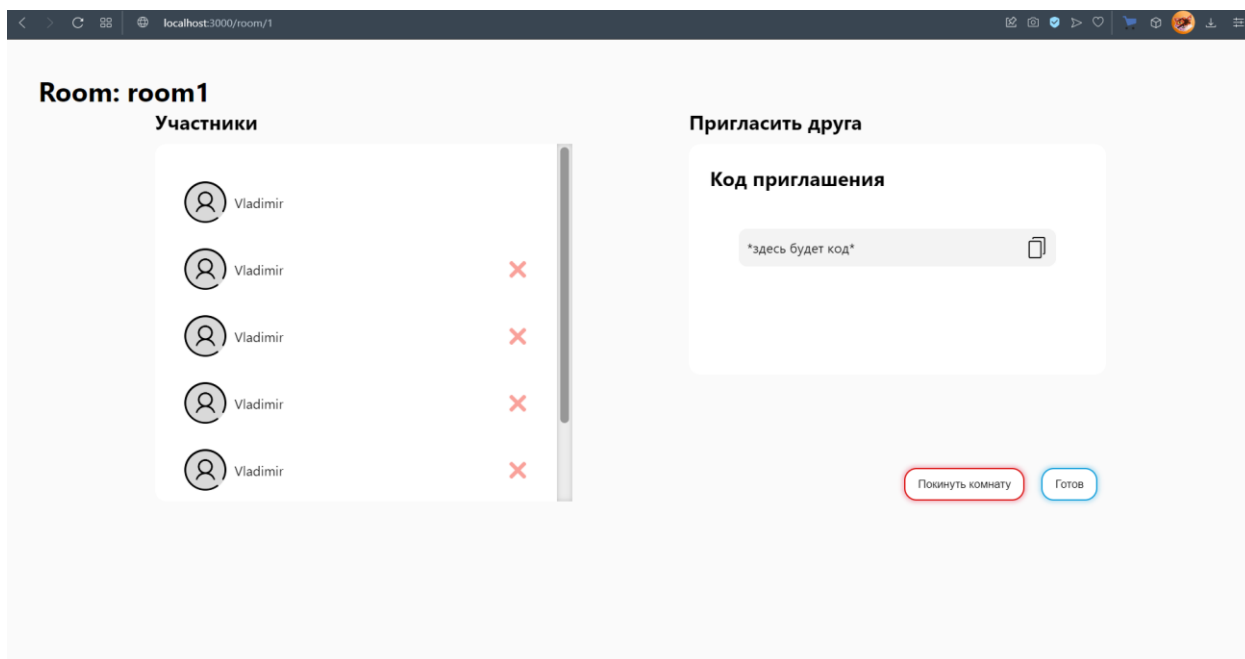 localhost:3000/room/1
Room: room1
Участники
Vladimir
Vladimir
Vladimir
Vladimir
Vladimir
Пригласить друга
Код приглашения
*здесь будет код*
Покинуть комнату
Готов